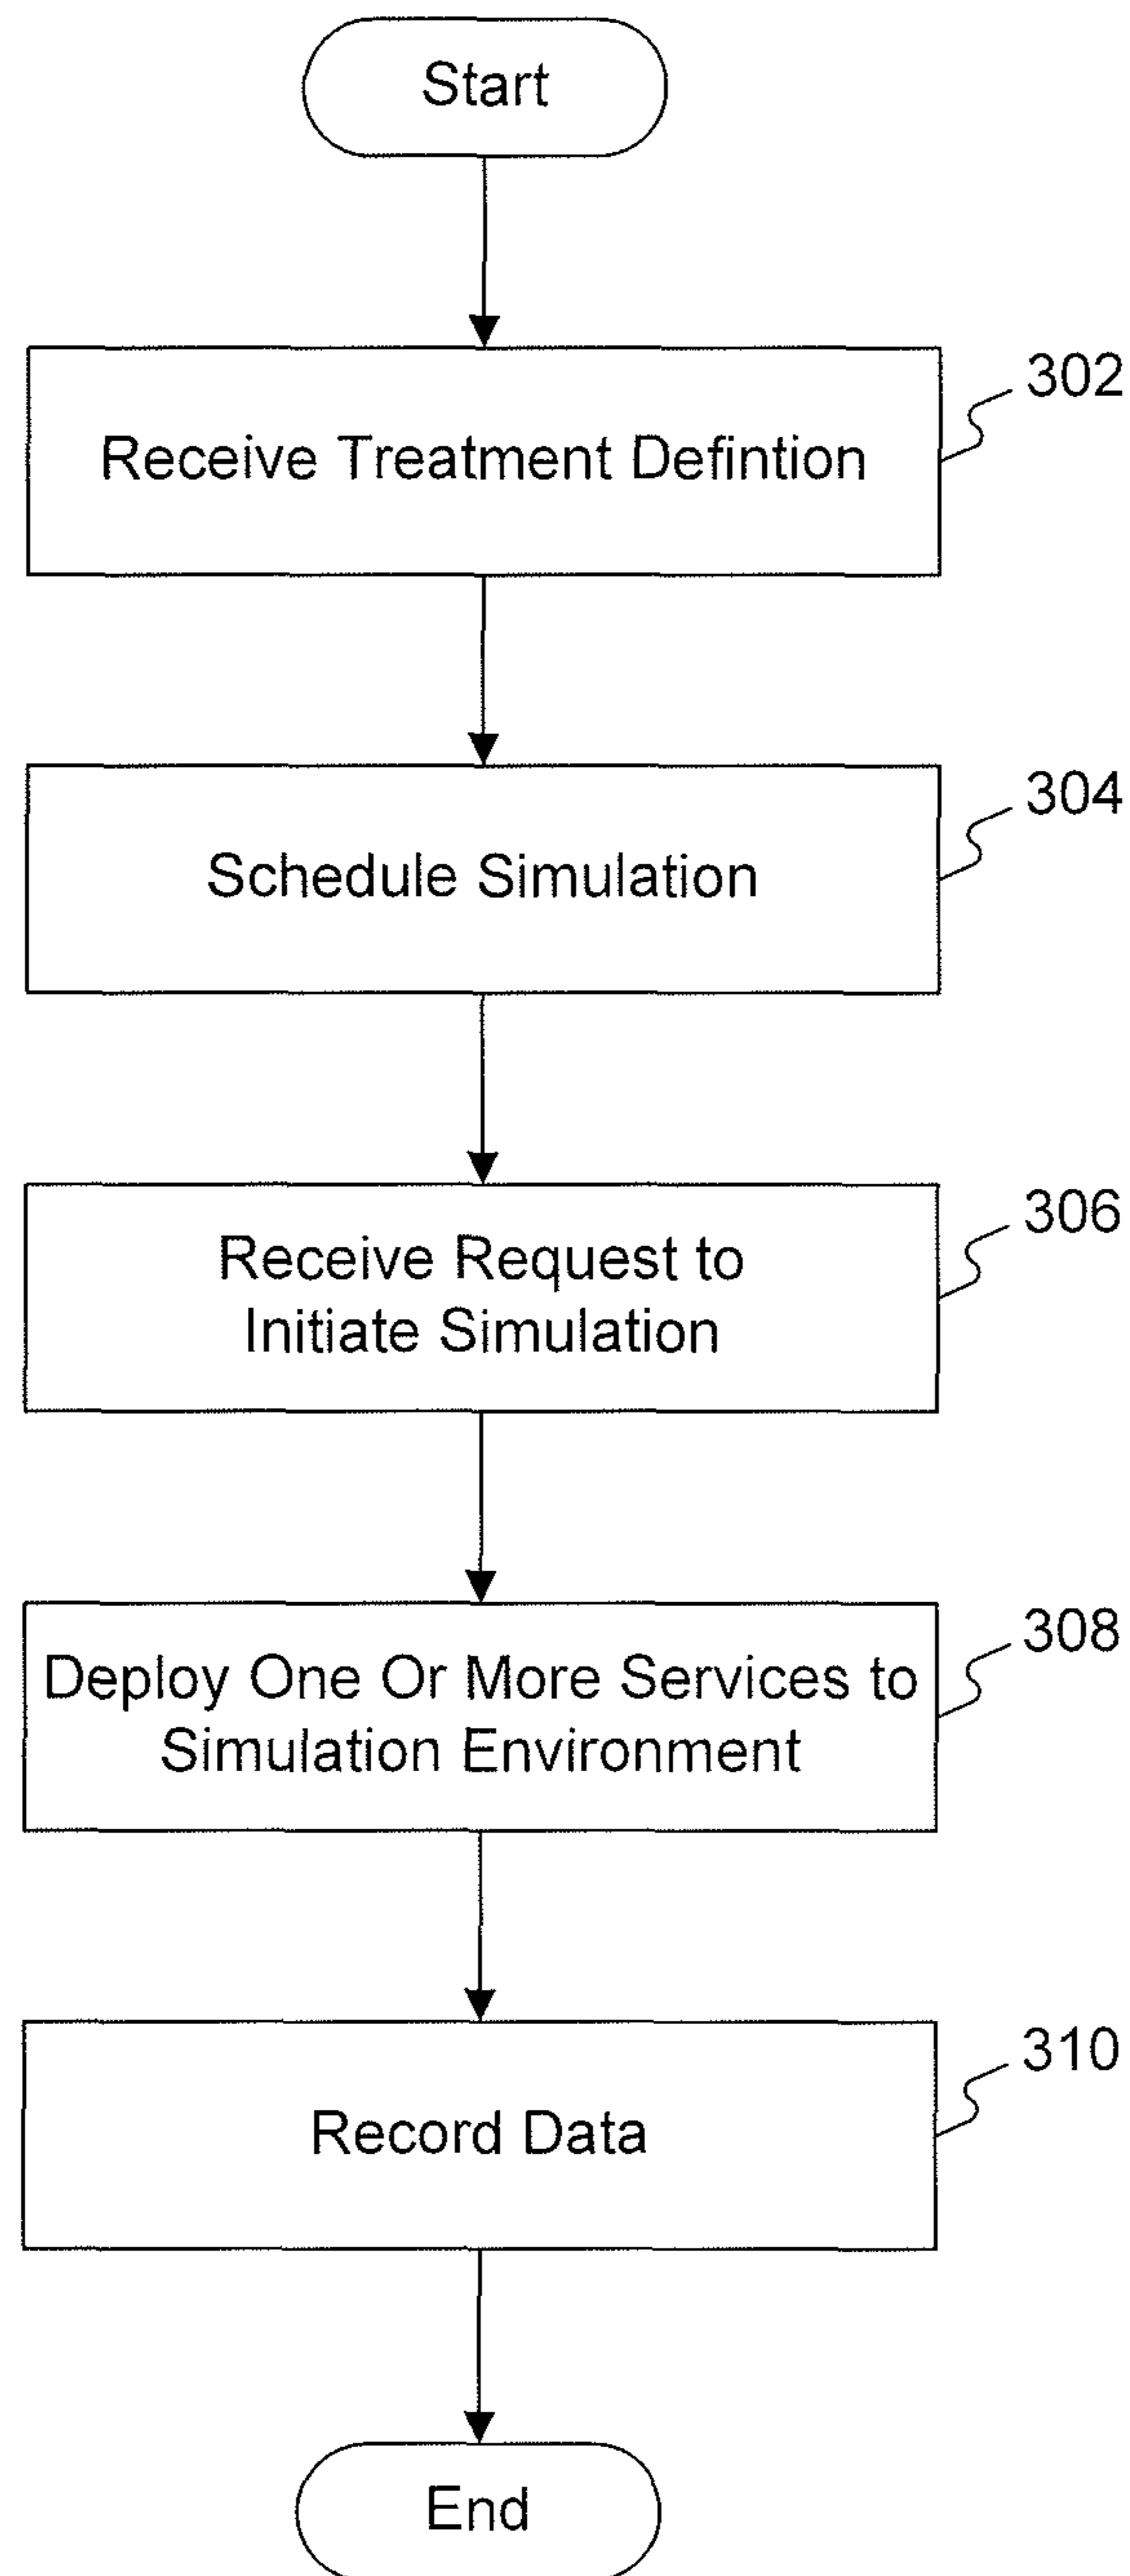 Start
302
Receive Treatment Defintion
304
Schedule Simulation
306
Receive Request to
Initiate Simulation
308
Deploy One Or More Services to
Simulation Environment
310
Record Data
End